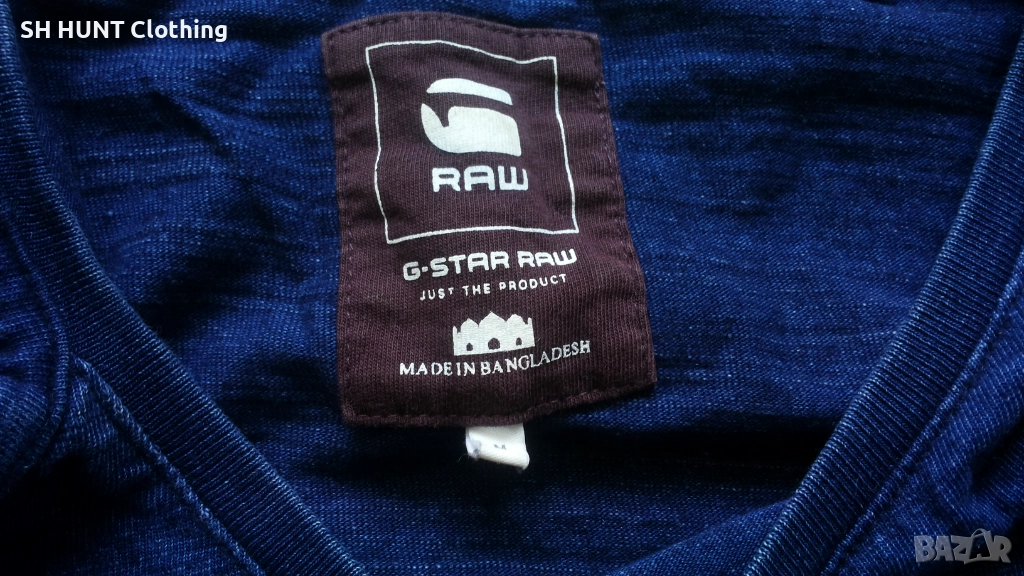 SH HUNT Clothing
RAW
G-STAR RAW
JUST THE PRODUCT
MADE IN BANGLADESH
M
BAZAR